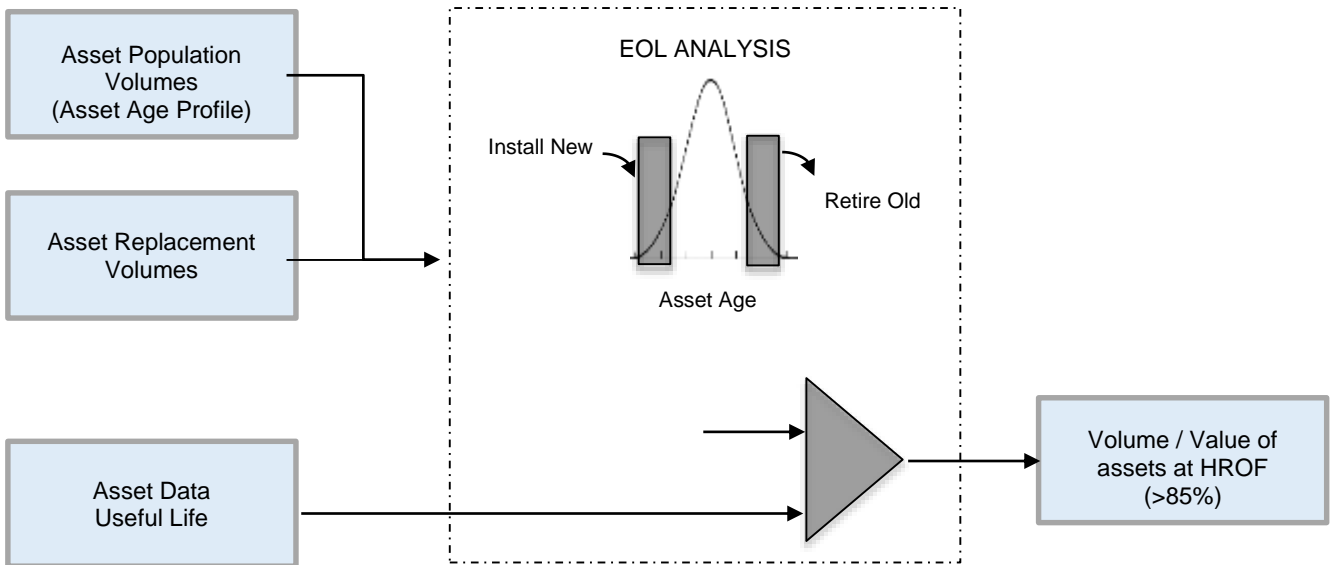 Asset Population
Volumes
(Asset Age Profile)
Asset Replacement
Volumes
Asset Data
Useful Life
EOL ANALYSIS
Install New
Retire Old
Asset Age
Volume / Value of
assets at HROF
(>85%)